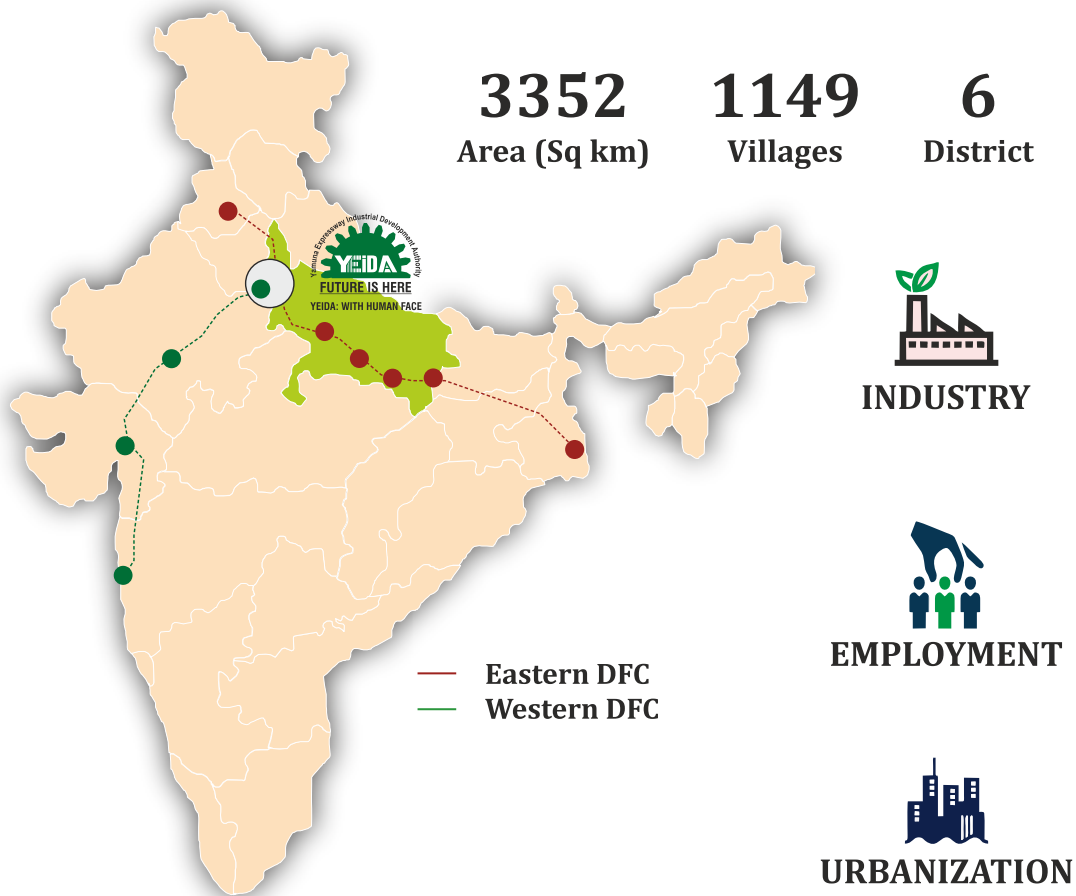 3352
Area (Sq km)
1149
Villages
6
District
Yamuna Expressway Industrial Development Authority
YEIDA
FUTURE IS HERE
YEIDA: WITH HUMAN FACE
INDUSTRY
EMPLOYMENT
Eastern DFC
Western DFC
URBANIZATION